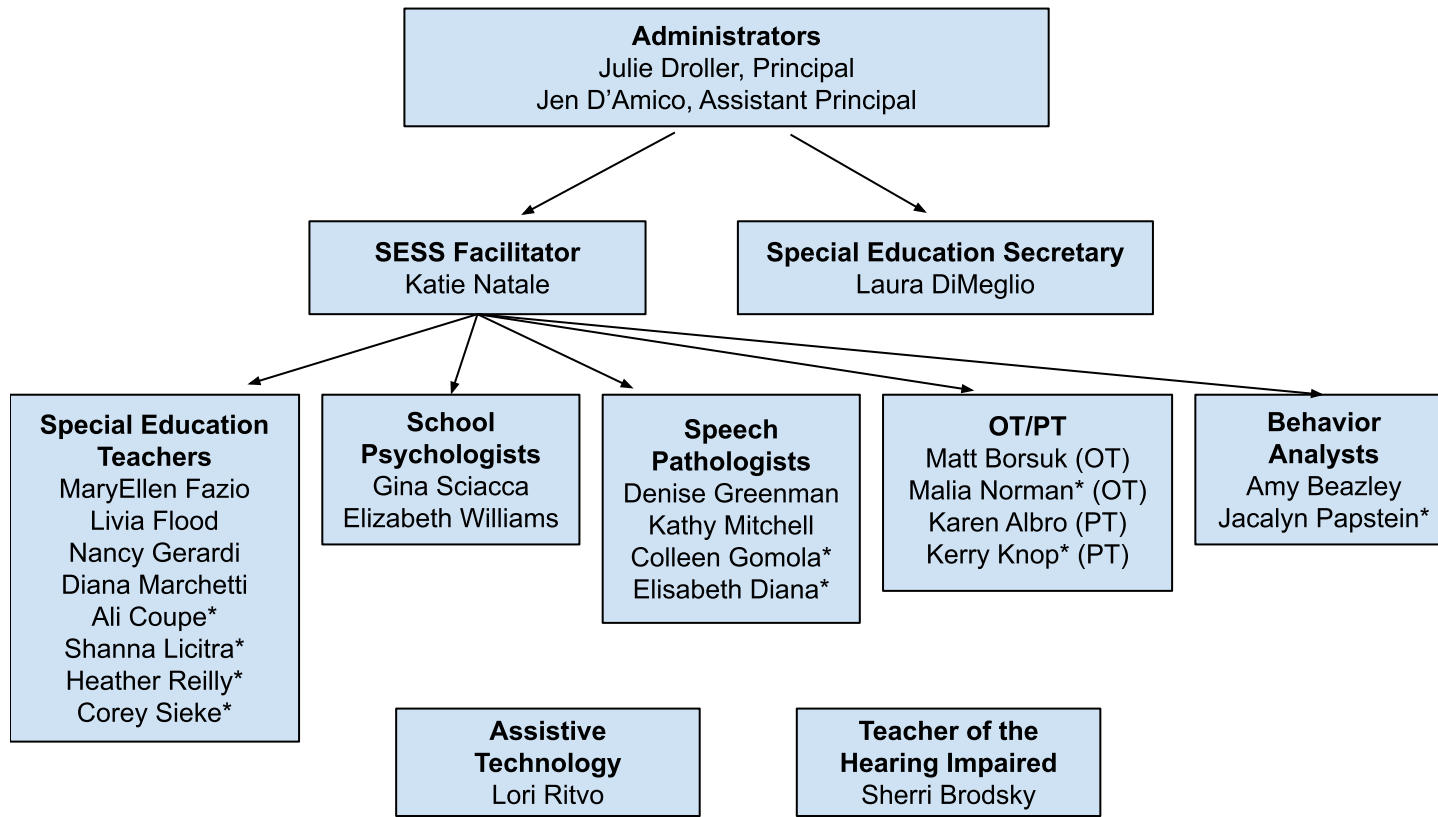 Administrators
Julie Droller, Principal
Jen D’Amico, Assistant Principal
SESS Facilitator
Katie Natale
Special Education Secretary
Laura DiMeglio
Special Education
Teachers
MaryEllen Fazio
Livia Flood
Nancy Gerardi
Diana Marchetti
Ali Coupe*
Shanna Licitra*
Heather Reilly*
Corey Sieke*
School
Psychologists
Gina Sciacca
Elizabeth Williams
Speech
Pathologists
Denise Greenman
Kathy Mitchell
Colleen Gomola*
Elisabeth Diana*
OT/PT
Matt Borsuk (OT)
Malia Norman* (OT)
Karen Albro (PT)
Kerry Knop* (PT)
Behavior
Analysts
Amy Beazley
Jacalyn Papstein*
Assistive
Technology
Lori Ritvo
Teacher of the
Hearing Impaired
Sherri Brodsky